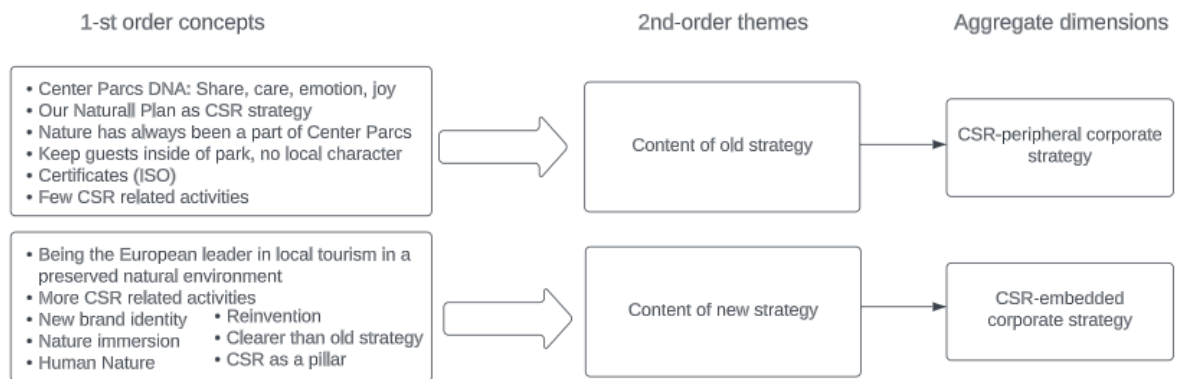 1-st order concepts
2nd-order themes
Aggregate dimensions
• Center Parcs DNA: Share, care, emotion, joy
• Our Naturall Plan as CSR strategy
• Nature has always been a part of Center Parcs
• Keep guests inside of park, no local character
• Certificates (ISO)
• Few CSR related activities
Content of old strategy
CSR-peripheral corporate
strategy
• Being the European leader in local tourism in a
preserved natural environment
• More CSR related activities
• New brand identity
• Nature immersion
• Human Nature
• Reinvention
• Clearer than old strategy
• CSR as a pillar
Content of new strategy
CSR-embedded
corporate strategy